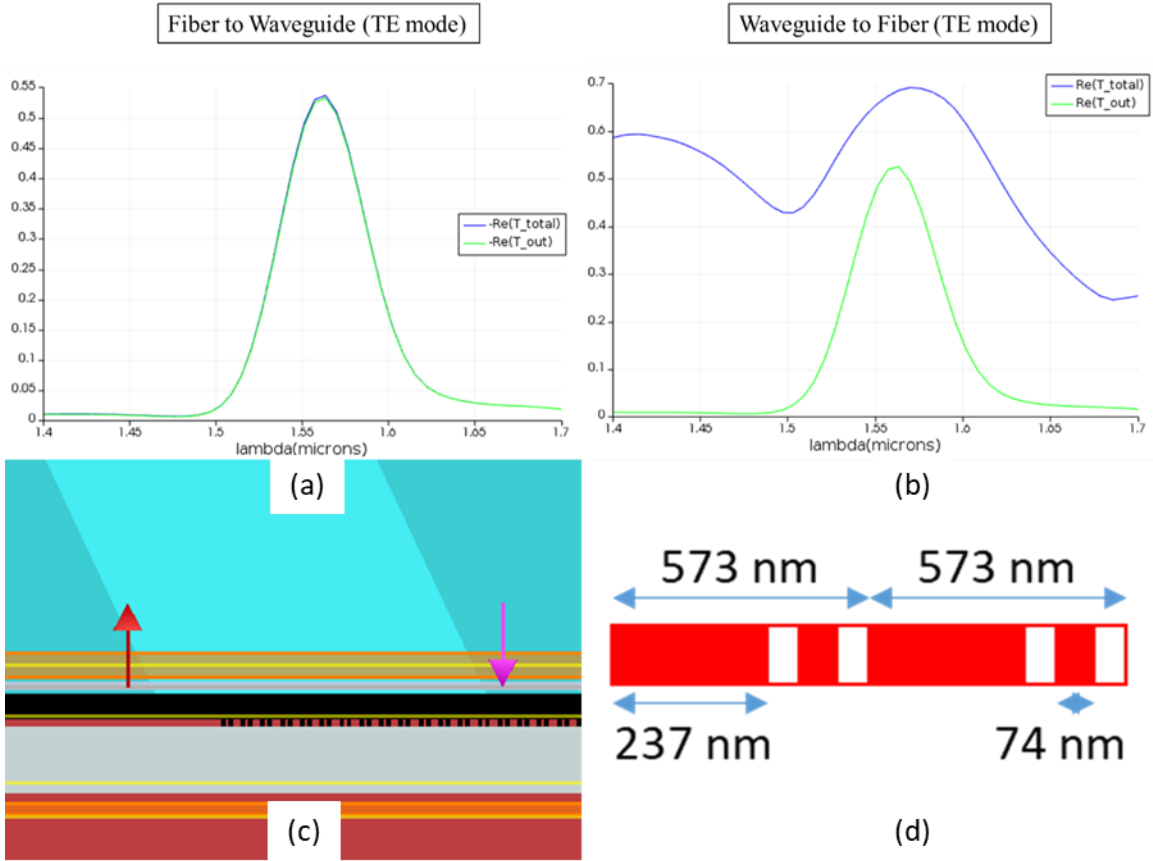 Fiber to Waveguide (TE mode)
Waveguide to Fiber (TE mode)
0.55
0.5
0.45
0.4
0.35
0.3
0.25
0.2
0.15
0.1
0.05
0
1.4
1.45
1.5
1.55
1.6
1.65
1.7
lambda(microns)
-Re(T_total)
-Re(T_out)
(a)
0.7
0.6
0.5
0.4
0.3
0.2
0.1
0
1.4
1.45
1.5
1.55
1.6
1.65
1.7
lambda(microns)
Re(T_total)
Re(T_out)
(b)
(c)
573 nm
573 nm
237 nm
74 nm
(d)